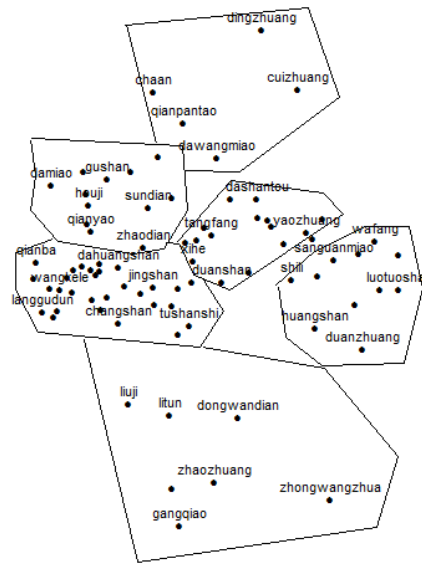 dingzhuang
chaan
cuizhuang
qianpantao
dawangmiao
gushan
damiao
houji
sundian
dashantou
qianyao
tangfang
yaozhuang
zhaodian
xihe
sanguanmiao
wafang
qianba
dahuangshan
duanshan
shili
wangkele
jingshan
luotuosha
langgudun
changshan
tushanshi
huangshan
duanzhuang
liuji
litun
dongwandian
zhaozhuang
zhongwangzhua
gangqiao